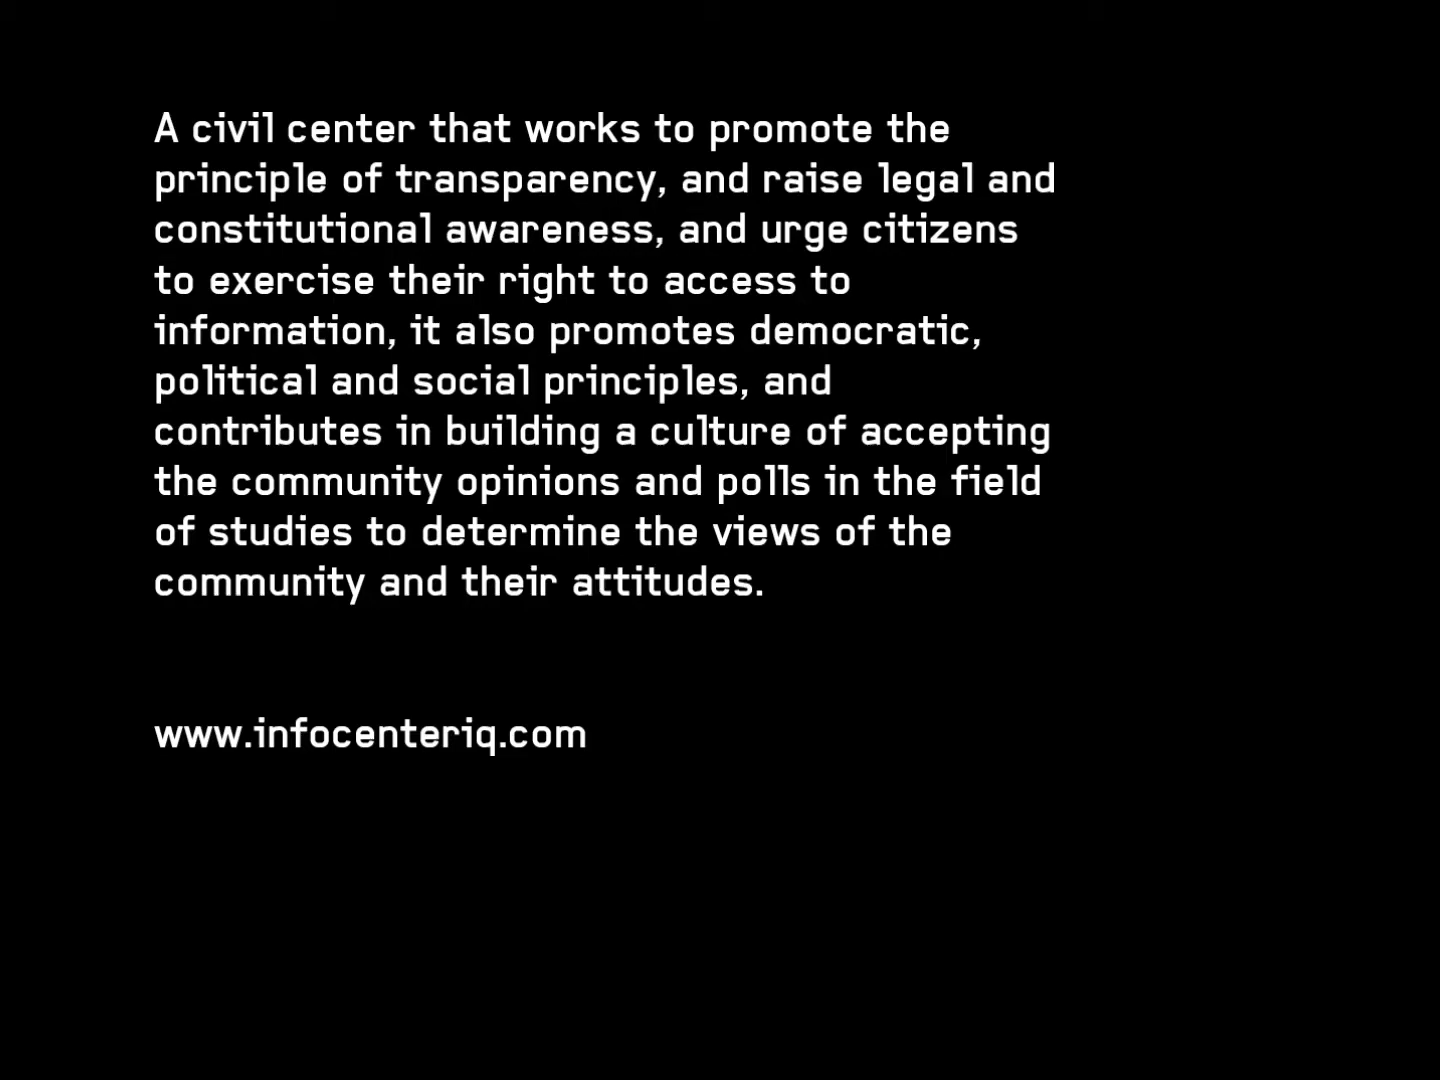 A civil center that works to promote the
principle of transparency, and raise legal and
constitutional awareness, and urge citizens
to exercise their right to access to
information, it also promotes democratic,
political and social principles, and
contributes in building a culture of accepting
the community opinions and polls in the field
of studies to determine the views of the
community and their attitudes.
www.infocenteriq.com